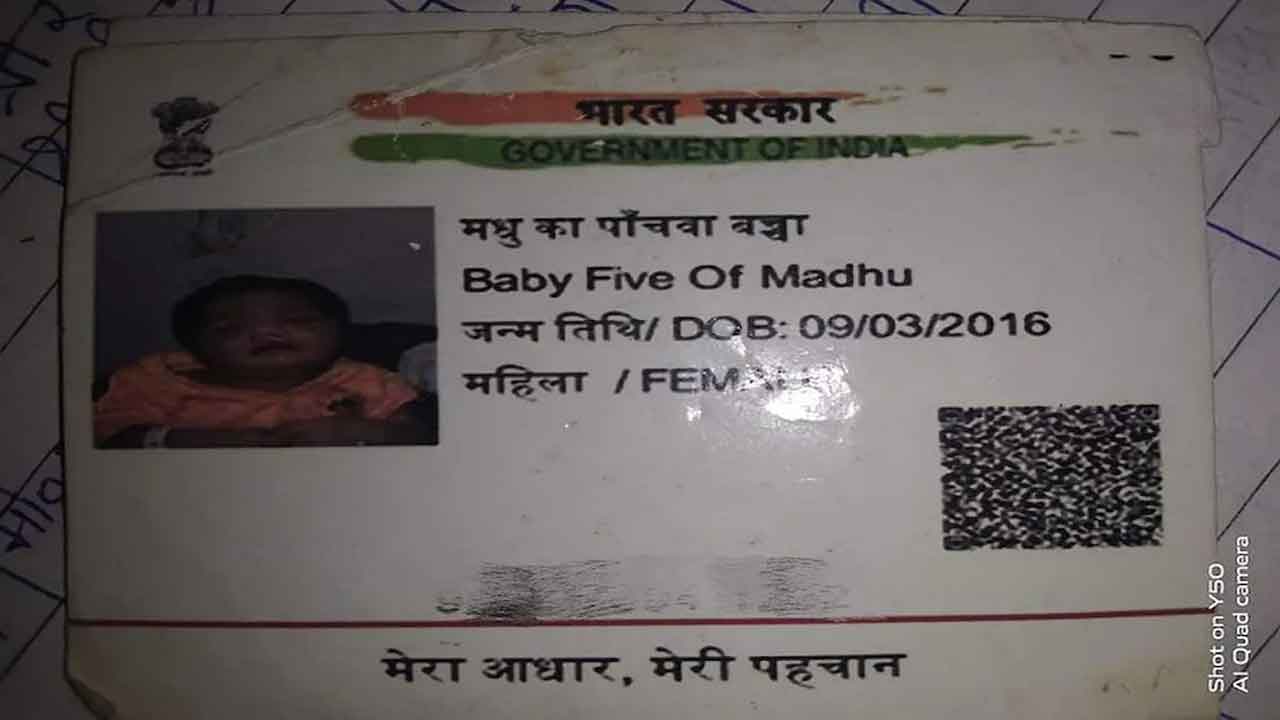 भारत सरकार
GOVERNMENT OF INDIA
मधु का पाँचवा बच्चा
Baby Five Of Madhu
जन्म तिथि/ DOB: 09/03/2016
महिला / FEMALE
मेरा आधार, मेरी पहचान
Shot on Y50
AI Quad camera